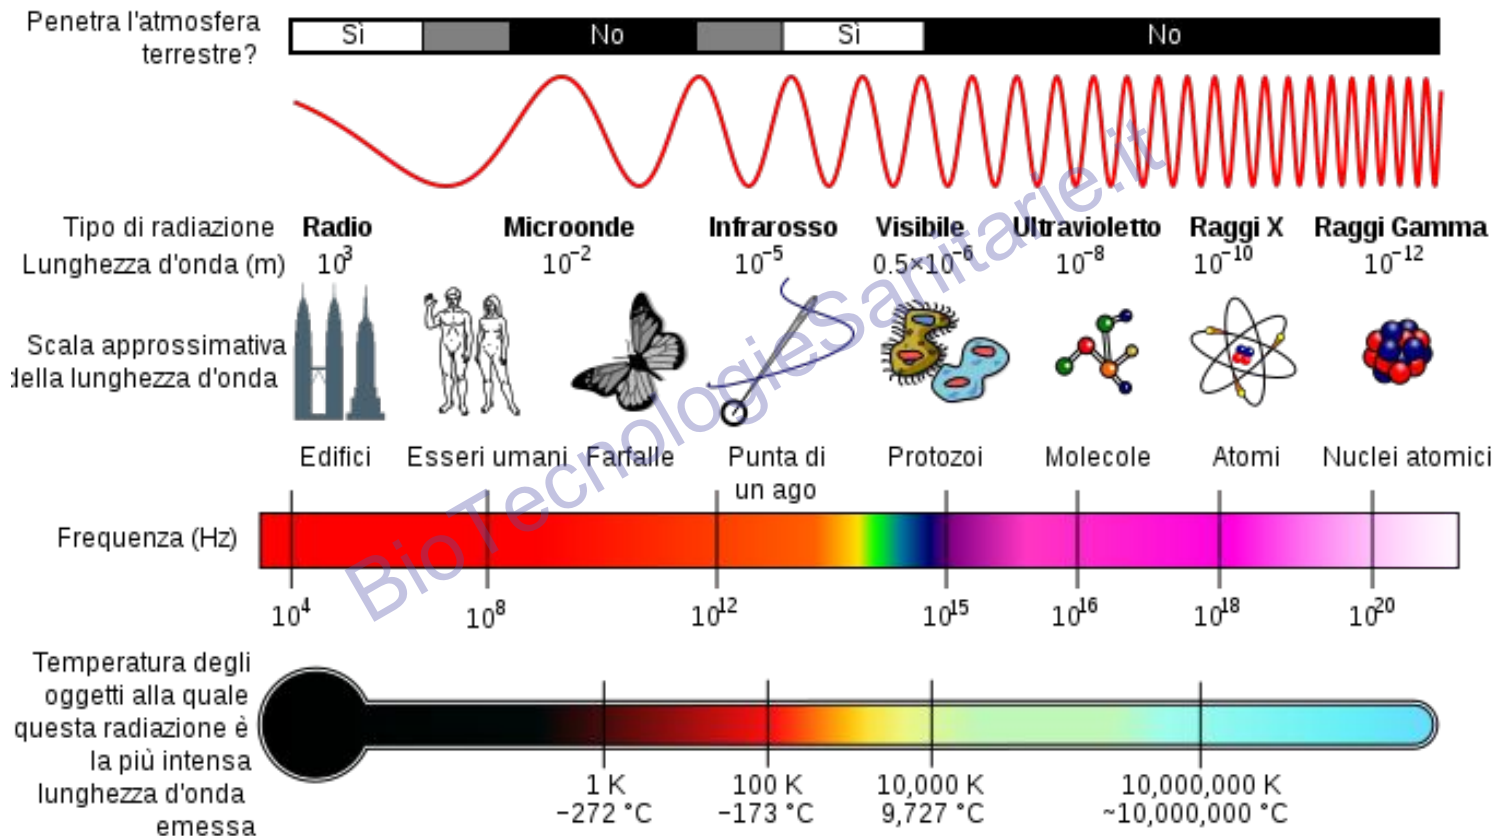 Penetra l'atmosfera
terrestre?
Sì No Sì No
Tipo di radiazione Radio Microonde Infrarosso Visibile Ultravioletto Raggi X Raggi Gamma
Lunghezza d'onda (m) 10³ 10⁻² 10⁻⁵ 0.5×10⁻⁶ 10⁻⁸ 10⁻¹⁰ 10⁻¹²
Scala approssimativa
della lunghezza d'onda
Edifici Esseri umani Farfalle Punta di un ago Protozoi Molecole Atomi Nuclei atomici
Frequenza (Hz)
10⁴ 10⁸ 10¹² 10¹⁵ 10¹⁶ 10¹⁸ 10²⁰
Temperatura degli
oggetti alla quale
questa radiazione è
la più intensa
lunghezza d'onda
emessa
1 K 100 K 10,000 K 10,000,000 K
−272 °C −173 °C 9,727 °C ~10,000,000 °C
BioTecnologieSanitarie.it